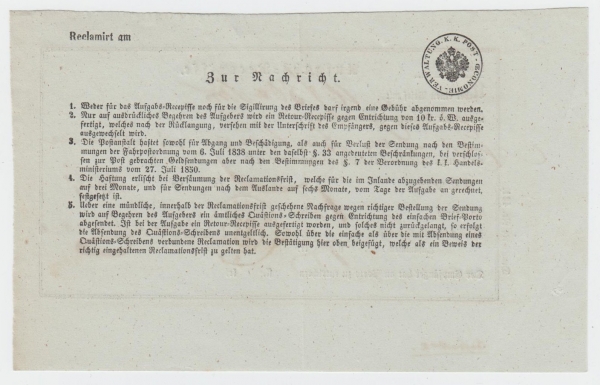 Reclamirt am
K. K. POST-OECONOMIE-VERWALTUNG.
Zur Nachricht.
1. Weder für das Aufgabs-Recepisse noch für die Sigillierung des Briefes darf irgend eine Gebühr abgenommen werden.
2. Nur auf ausdrückliches Begehren des Aufgebers wird ein Retour-Recepisse gegen Entrichtung von 10 kr. ö. W. ausge-
fertigt, welches nach der Rücklangung, versehen mit der Unterschrift des Empfängers, gegen dieses Aufgabs-Recepisse
ausgewechselt wird.
3. Die Postanstalt haftet sowohl für Abgang und Beschädigung, als auch für Verlust der Sendung nach den Bestim-
mungen der Fahrpostordnung vom 6. Juli 1838 unter den daselbst §. 33 angedeuteten Beschränkungen, bei verschlos-
sen zur Post gebrachten Geldsendungen aber nach den Bestimmungen des §. 7 der Verordnung des k. k. Handels-
ministeriums vom 27. Juli 1850.
4. Die Haftung erlischt bei Versäumung der Reclamationsfrist, welche für die im Inlande abzugebenden Sendungen
auf drei Monate, und für Sendungen nach dem Auslande auf sechs Monate, vom Tage der Aufgabe an gerechnet,
festgesetzt ist.
5. Ueber eine mündliche, innerhalb der Reclamationsfrist geschehene Nachfrage wegen richtiger Bestellung der Sendung
wird auf Begehren des Aufgebers ein ämtliches Quästions-Schreiben gegen Entrichtung des einfachen Brief-Porto
abgesendet. Ist bei der Aufgabe ein Retour-Recepisse ausgefertigt worden, und solches nicht zurückgelangt, so erfolgt
die Absendung des Quästions-Schreibens unentgeltlich. Sowohl über die einfache als über die mit Absendung eines
Quästions-Schreibens verbundene Reclamation wird die Bestätigung hier oben beigefügt, welche als ein Beweis der
richtig eingehaltenen Reclamationsfrist zu gelten hat.